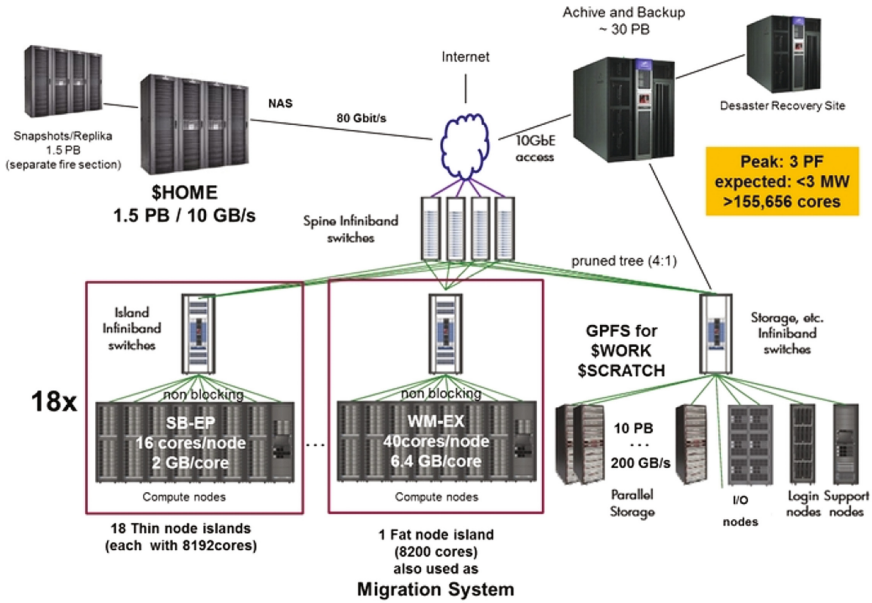 Achive and Backup
~ 30 PB
Internet
Desaster Recovery Site
NAS
80 Gbit/s
10GbE
access
Snapshots/Replika
1.5 PB
(separate fire section)
$HOME
1.5 PB / 10 GB/s
Peak: 3 PF
expected: <3 MW
>155,656 cores
Spine Infiniband
switches
pruned tree (4:1)
Island
Infiniband
switches
GPFS for
$WORK
$SCRATCH
Storage, etc.
Infiniband
switches
18x
non blocking
SB-EP
16 cores/node
2 GB/core
Compute nodes
...
non blocking
WM-EX
40cores/node
6.4 GB/core
Compute nodes
10 PB
...
200 GB/s
Parallel
Storage
I/O
nodes
Login
nodes
Support
nodes
18 Thin node islands
(each with 8192cores)
1 Fat node island
(8200 cores)
also used as
Migration System